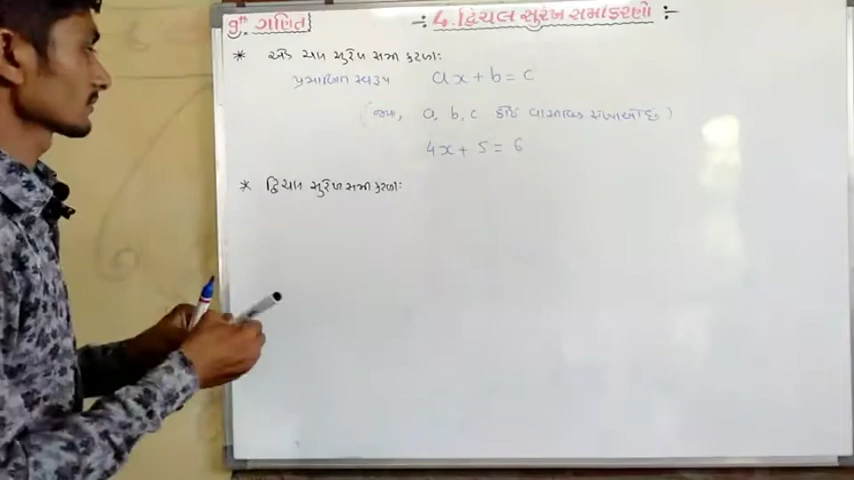 9th ગણિત
÷ 4. દ્વિચલ સુરેખ સમીકરણો ÷
* એક ચલ સુરેખ સમીકરણ:
પ્રમાણિત સ્વરૂપ ax + b = c
(જ્યાં, a, b, c કોઈ વાસ્તવિક સંખ્યાઓ છે)
4x + 5 = 6
* દ્વિચલ સુરેખ સમીકરણ: